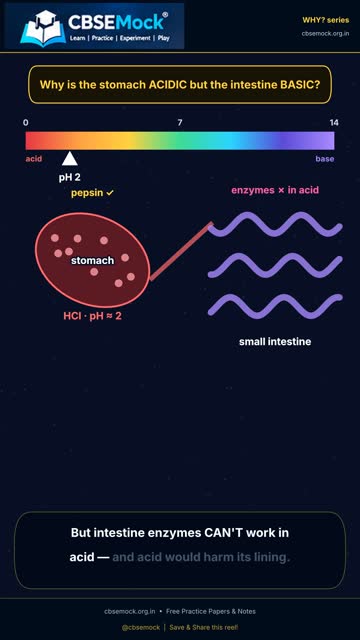 CBSEMock®
Learn | Practice | Experiment | Play
WHY? series
cbsemock.org.in
Why is the stomach ACIDIC but the intestine BASIC?
0 7 14
acid base
pH 2
pepsin ✓
enzymes × in acid
stomach
HCl · pH ≈ 2
small intestine
But intestine enzymes CAN'T work in
acid — and acid would harm its lining.
cbsemock.org.in • Free Practice Papers & Notes
@cbsemock | Save & Share this reel!